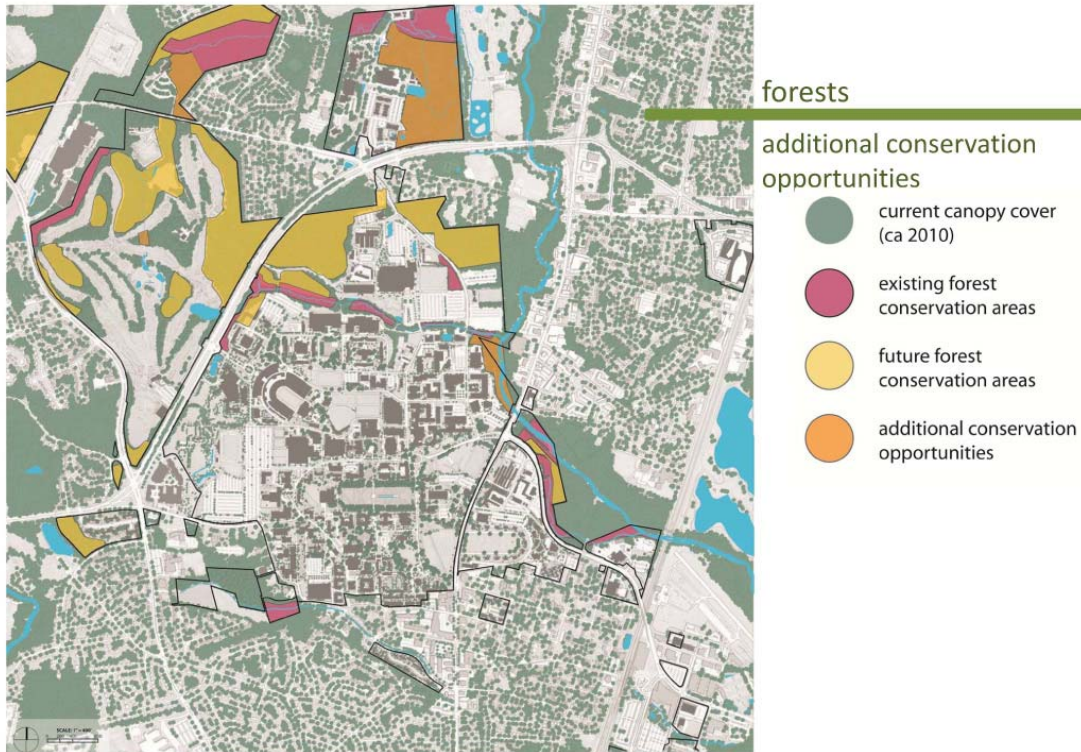 forests
additional conservation
opportunities
current canopy cover
(ca 2010)
existing forest
conservation areas
future forest
conservation areas
additional conservation
opportunities